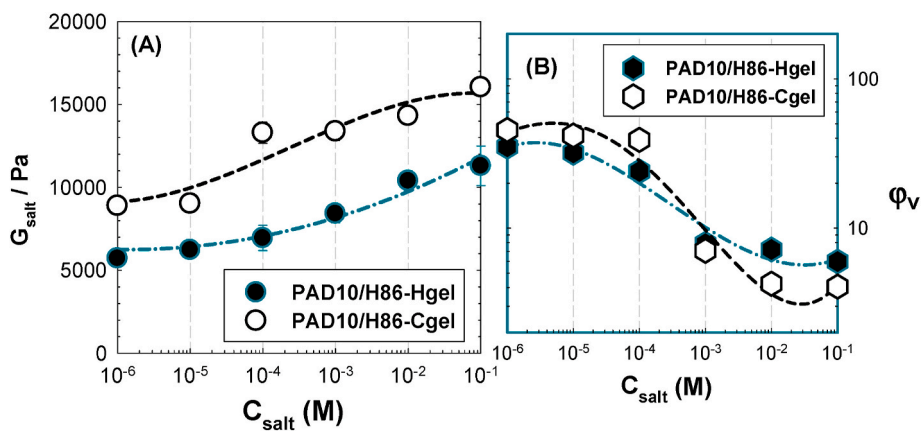 20000
15000
10000
5000
0
G_salt / Pa
(A)
PAD10/H86-Hgel
PAD10/H86-Cgel
10^-6 10^-5 10^-4 10^-3 10^-2 10^-1
C_salt (M)
(B)
PAD10/H86-Hgel
PAD10/H86-Cgel
100
10
φ_v
10^-6 10^-5 10^-4 10^-3 10^-2 10^-1
C_salt (M)